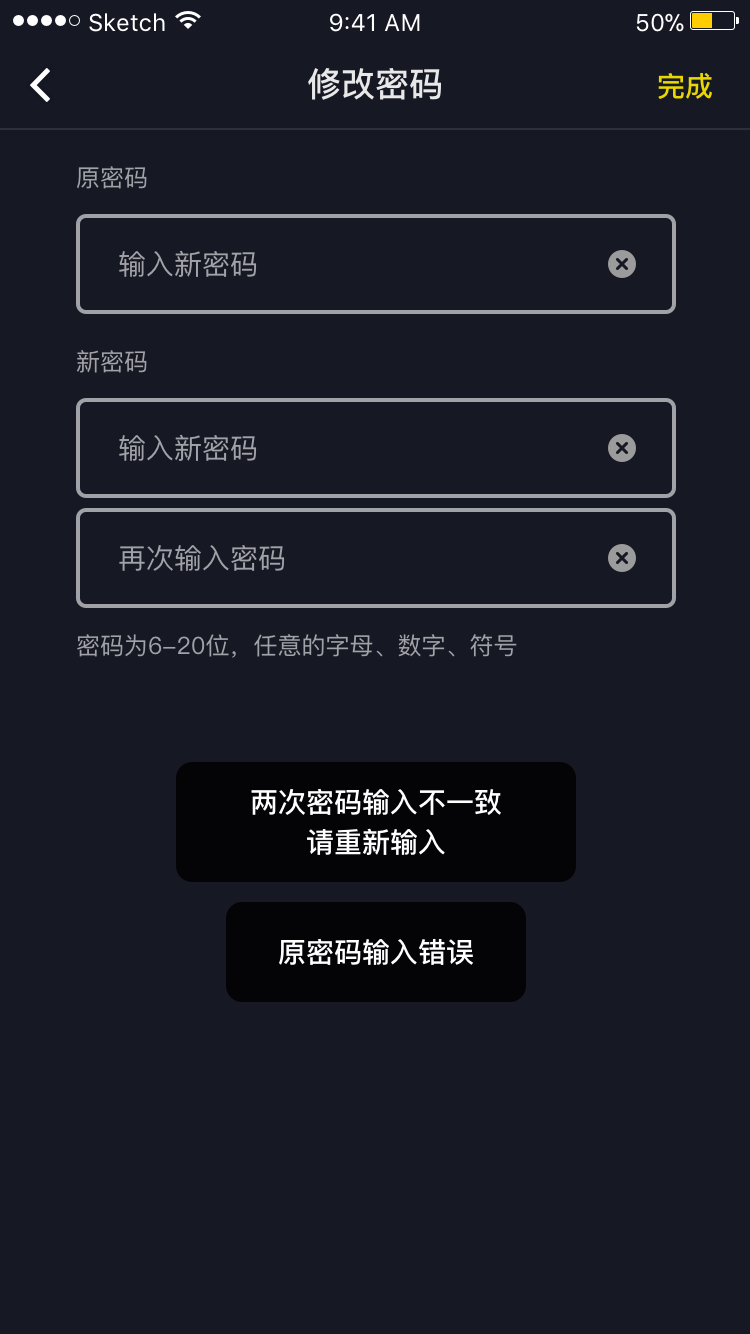 Sketch 9:41 AM 50%
修改密码 完成
原密码
输入新密码
新密码
输入新密码
再次输入密码
密码为6–20位，任意的字母、数字、符号
两次密码输入不一致
请重新输入
原密码输入错误